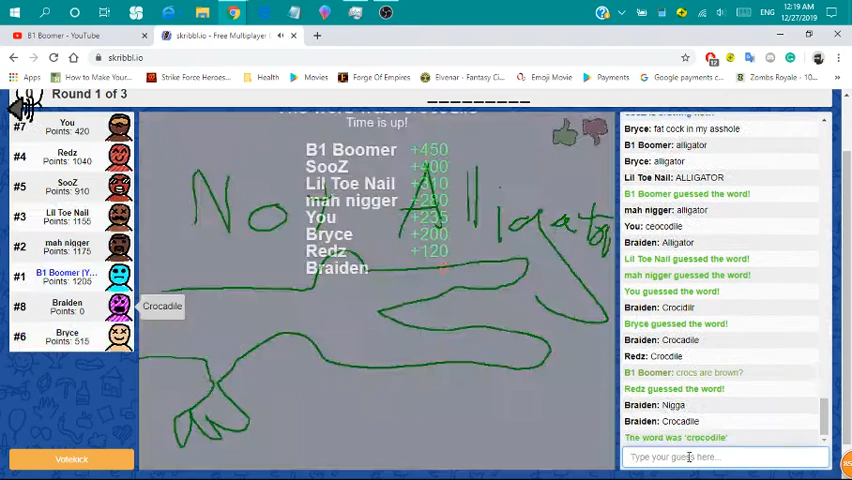 12:19 AM
ENG 12/27/2019
B1 Boomer - YouTube
skribbl.io - Free Multiplayer
skribbl.io
Apps
How to Make Your...
Strike Force Heroes...
Health
Movies
Forge Of Empires
Elvenar - Fantasy Ci...
Emoji Movie
Payments
Google payments c...
Zombs Royale - 10...
Round 1 of 3
_________
#7 You
Points: 420
#4 Redz
Points: 1040
#5 SooZ
Points: 910
#3 Lil Toe Nail
Points: 1155
#2 mah nigger
Points: 1175
#1 B1 Boomer (Y...
Points: 1205
#8 Braiden
Points: 0
#6 Bryce
Points: 515
Votekick
Crocadile
Time is up!
B1 Boomer +450
SooZ +400
Lil Toe Nail +310
mah nigger +280
You +235
Bryce +200
Redz +120
Braiden 0
Not Alligator
Bryce: fat cock in my asshole
B1 Boomer: alligator
Bryce: alligator
Lil Toe Nail: ALLIGATOR
B1 Boomer guessed the word!
mah nigger: alligator
You: ceocodile
Braiden: Alligator
Lil Toe Nail guessed the word!
mah nigger guessed the word!
You guessed the word!
Braiden: Crocidilr
Bryce guessed the word!
Braiden: Crocadile
Redz: Crocdile
B1 Boomer: crocs are brown?
Redz guessed the word!
Braiden: Nigga
Braiden: Crocadlie
The word was 'crocodile'
Type your guess here...